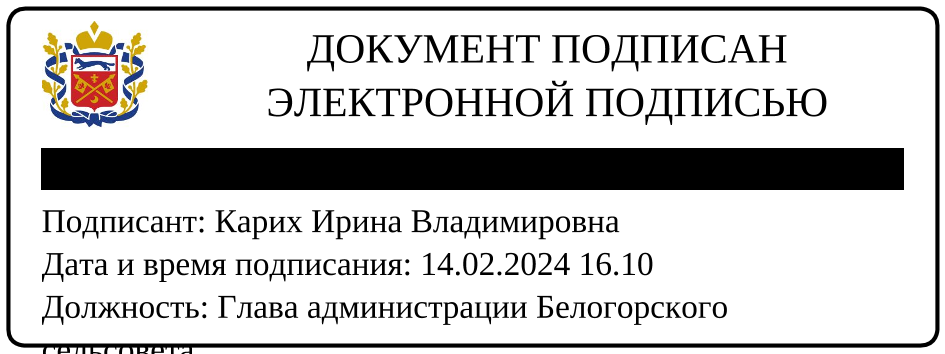 ДОКУМЕНТ ПОДПИСАН
ЭЛЕКТРОННОЙ ПОДПИСЬЮ
Подписант: Карих Ирина Владимировна
Дата и время подписания: 14.02.2024 16.10
Должность: Глава администрации Белогорского
сельсовета